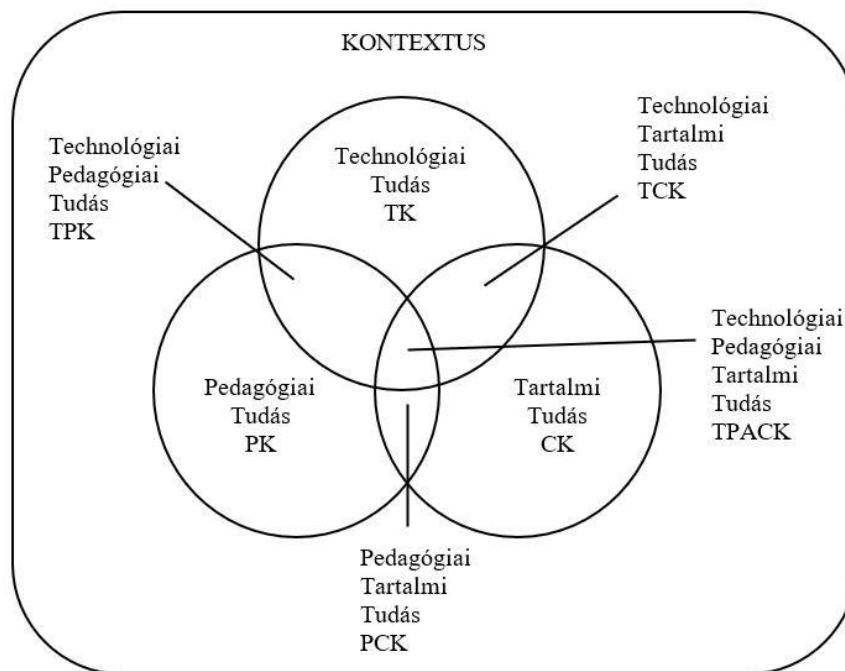 KONTEXTUS
Technológiai
Pedagógiai
Tudás
TPK
Technológiai
Tudás
TK
Technológiai
Tartalmi
Tudás
TCK
Pedagógiai
Tudás
PK
Tartalmi
Tudás
CK
Technológiai
Pedagógiai
Tartalmi
Tudás
TPACK
Pedagógiai
Tartalmi
Tudás
PCK